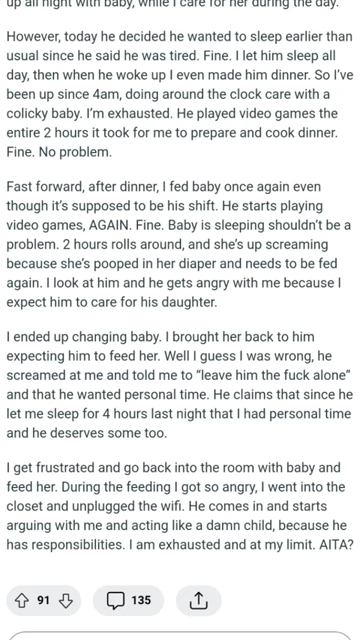 up all night with baby, while I care for her during the day.
However, today he decided he wanted to sleep earlier than
usual since he said he was tired. Fine. I let him sleep all
day, then when he woke up I even made him dinner. So I've
been up since 4am, doing around the clock care with a
colicky baby. I'm exhausted. He played video games the
entire 2 hours it took for me to prepare and cook dinner.
Fine. No problem.
Fast forward, after dinner, I fed baby once again even
though it's supposed to be his shift. He starts playing
video games, AGAIN. Fine. Baby is sleeping shouldn't be a
problem. 2 hours rolls around, and she's up screaming
because she's pooped in her diaper and needs to be fed
again. I look at him and he gets angry with me because I
expect him to care for his daughter.
I ended up changing baby. I brought her back to him
expecting him to feed her. Well I guess I was wrong, he
screamed at me and told me to "leave him the fuck alone"
and that he wanted personal time. He claims that since he
let me sleep for 4 hours last night that I had personal time
and he deserves some too.
I get frustrated and go back into the room with baby and
feed her. During the feeding I got so angry, I went into the
closet and unplugged the wifi. He comes in and starts
arguing with me and acting like a damn child, because he
has responsibilities. I am exhausted and at my limit. AITA?
91 135